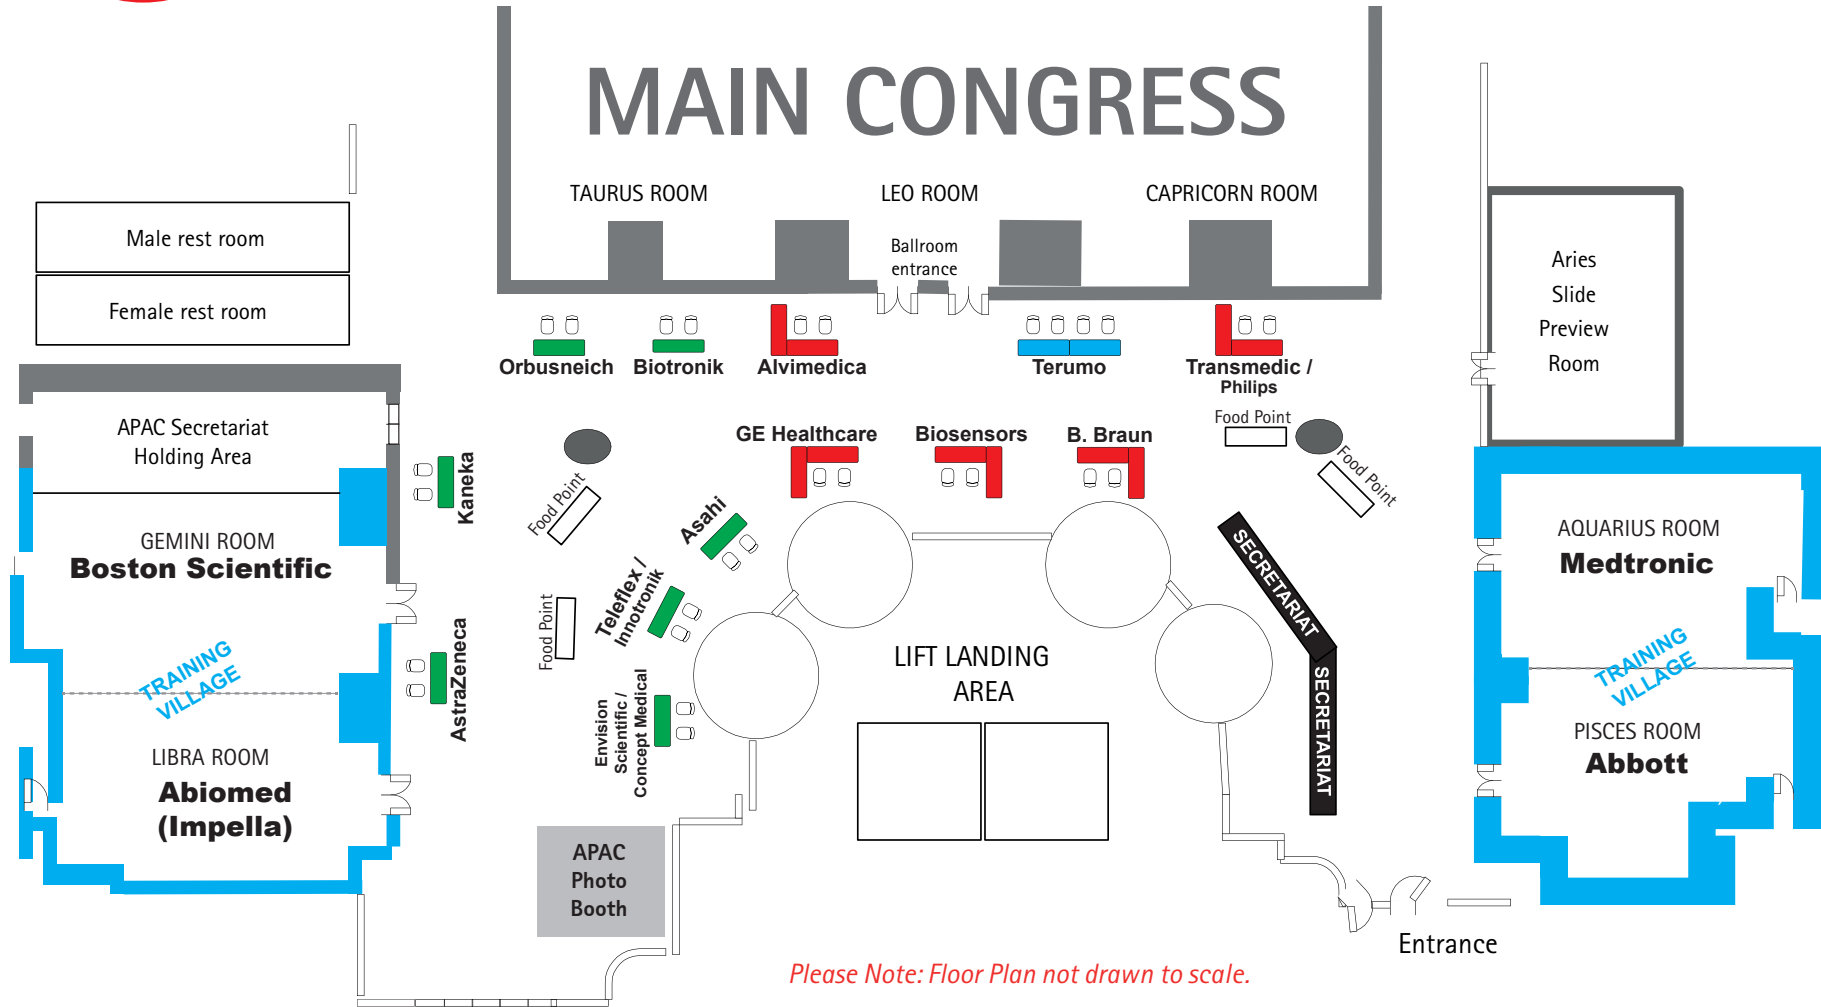 MAIN CONGRESS
TAURUS ROOM
LEO ROOM
CAPRICORN ROOM
Ballroom
entrance
Male rest room
Female rest room
Aries
Slide
Preview
Room
Orbusneich
Biotronik
Alvimedica
Terumo
Transmedic /
Philips
APAC Secretariat
Holding Area
Kaneka
GE Healthcare
Biosensors
B. Braun
Food Point
Food Point
Food Point
Asahi
GEMINI ROOM
Boston Scientific
Teleflex /
Innotronik
Food Point
SECRETARIAT
SECRETARIAT
AQUARIUS ROOM
Medtronic
TRAINING
VILLAGE
AstraZeneca
LIFT LANDING
AREA
TRAINING
VILLAGE
Envision
Scientific /
Concept Medical
LIBRA ROOM
Abiomed
(Impella)
PISCES ROOM
Abbott
APAC
Photo
Booth
Entrance
Please Note: Floor Plan not drawn to scale.